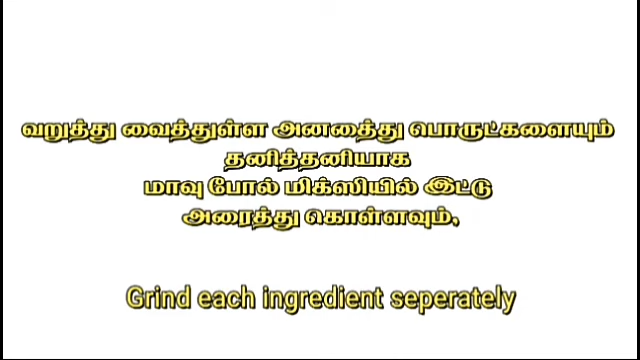 வறுத்து வைத்துள்ள அனைத்து பொருட்களையும்
தனித்தனியாக
மாவு போல் மிக்ஸியில் இட்டு
அரைத்து கொள்ளவும்.
Grind each ingredient seperately